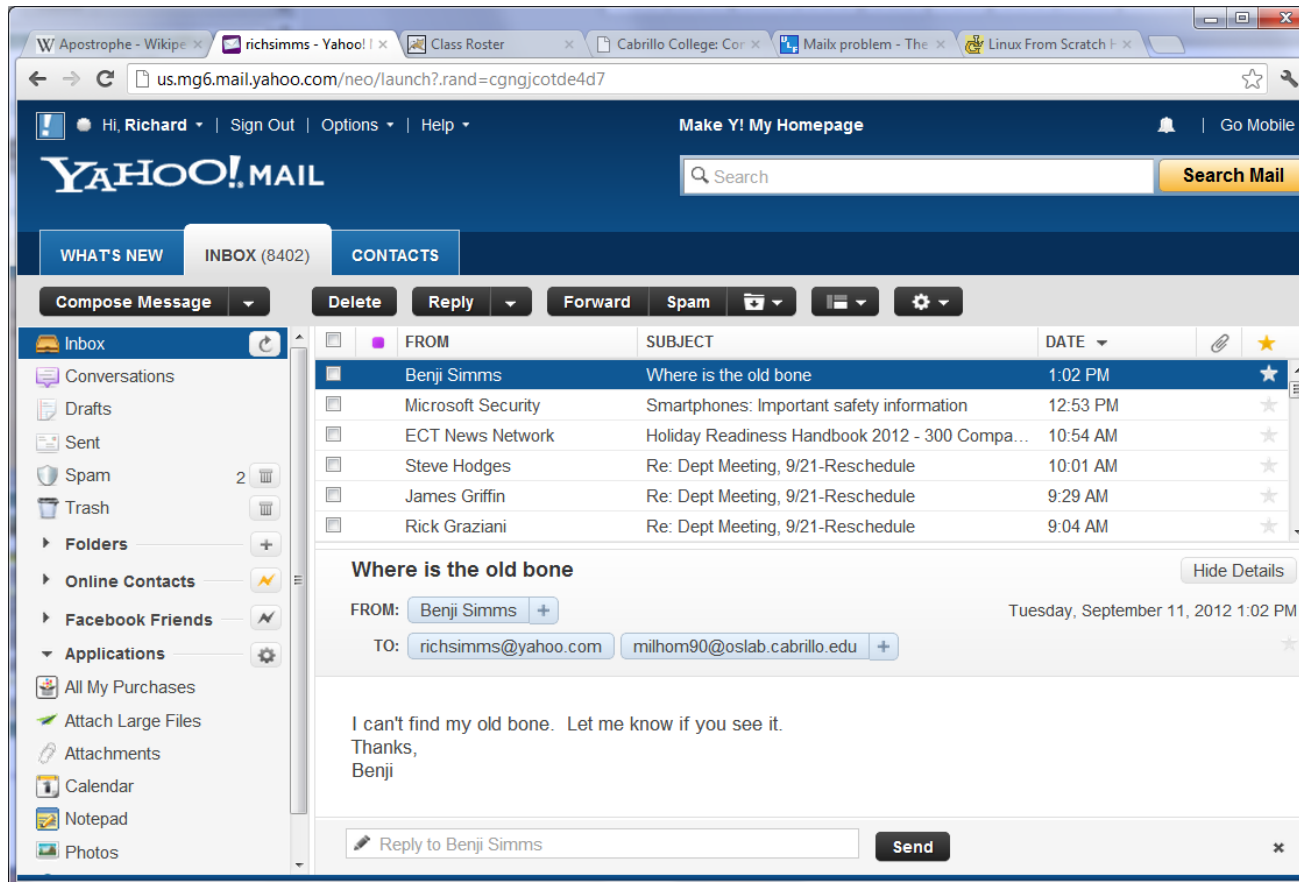 Apostrophe - Wikipe
richsimms - Yahoo!
Class Roster
Cabrillo College: Cor
Mailx problem - The
Linux From Scratch H
us.mg6.mail.yahoo.com/neo/launch?.rand=cgngjcotde4d7
Hi, Richard | Sign Out | Options | Help
Make Y! My Homepage
| Go Mobile
YAHOO! MAIL
Search
Search Mail
WHAT'S NEW
INBOX (8402)
CONTACTS
Compose Message
Delete
Reply
Forward
Spam
Inbox
Conversations
Drafts
Sent
Spam 2
Trash
Folders
Online Contacts
Facebook Friends
Applications
All My Purchases
Attach Large Files
Attachments
Calendar
Notepad
Photos
FROM SUBJECT DATE
Benji Simms Where is the old bone 1:02 PM
Microsoft Security Smartphones: Important safety information 12:53 PM
ECT News Network Holiday Readiness Handbook 2012 - 300 Compa... 10:54 AM
Steve Hodges Re: Dept Meeting, 9/21-Reschedule 10:01 AM
James Griffin Re: Dept Meeting, 9/21-Reschedule 9:29 AM
Rick Graziani Re: Dept Meeting, 9/21-Reschedule 9:04 AM
Where is the old bone
Hide Details
FROM: Benji Simms +
Tuesday, September 11, 2012 1:02 PM
TO: richsimms@yahoo.com milhom90@oslab.cabrillo.edu +
I can't find my old bone. Let me know if you see it.
Thanks,
Benji
Reply to Benji Simms
Send